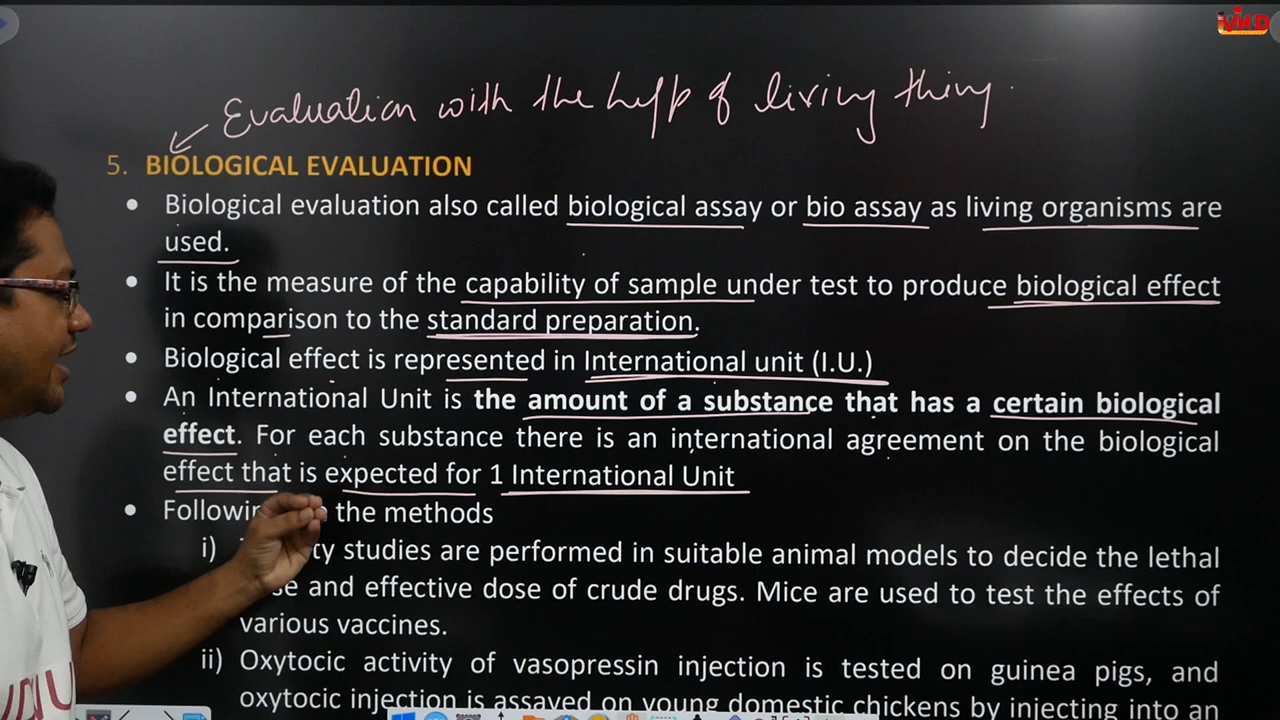 ViHD
Evaluation with the help of living thing.
5. BIOLOGICAL EVALUATION
• Biological evaluation also called biological assay or bio assay as living organisms are
used.
• It is the measure of the capability of sample under test to produce biological effect
in comparison to the standard preparation.
• Biological effect is represented in International unit (I.U.)
• An International Unit is the amount of a substance that has a certain biological
effect. For each substance there is an international agreement on the biological
effect that is expected for 1 International Unit
• the methods
i) studies are performed in suitable animal models to decide the lethal
and effective dose of crude drugs. Mice are used to test the effects of
various vaccines.
ii) Oxytocic activity of vasopressin injection is tested on guinea pigs, and
oxytocic injection is assayed on young domestic chickens by injecting into an